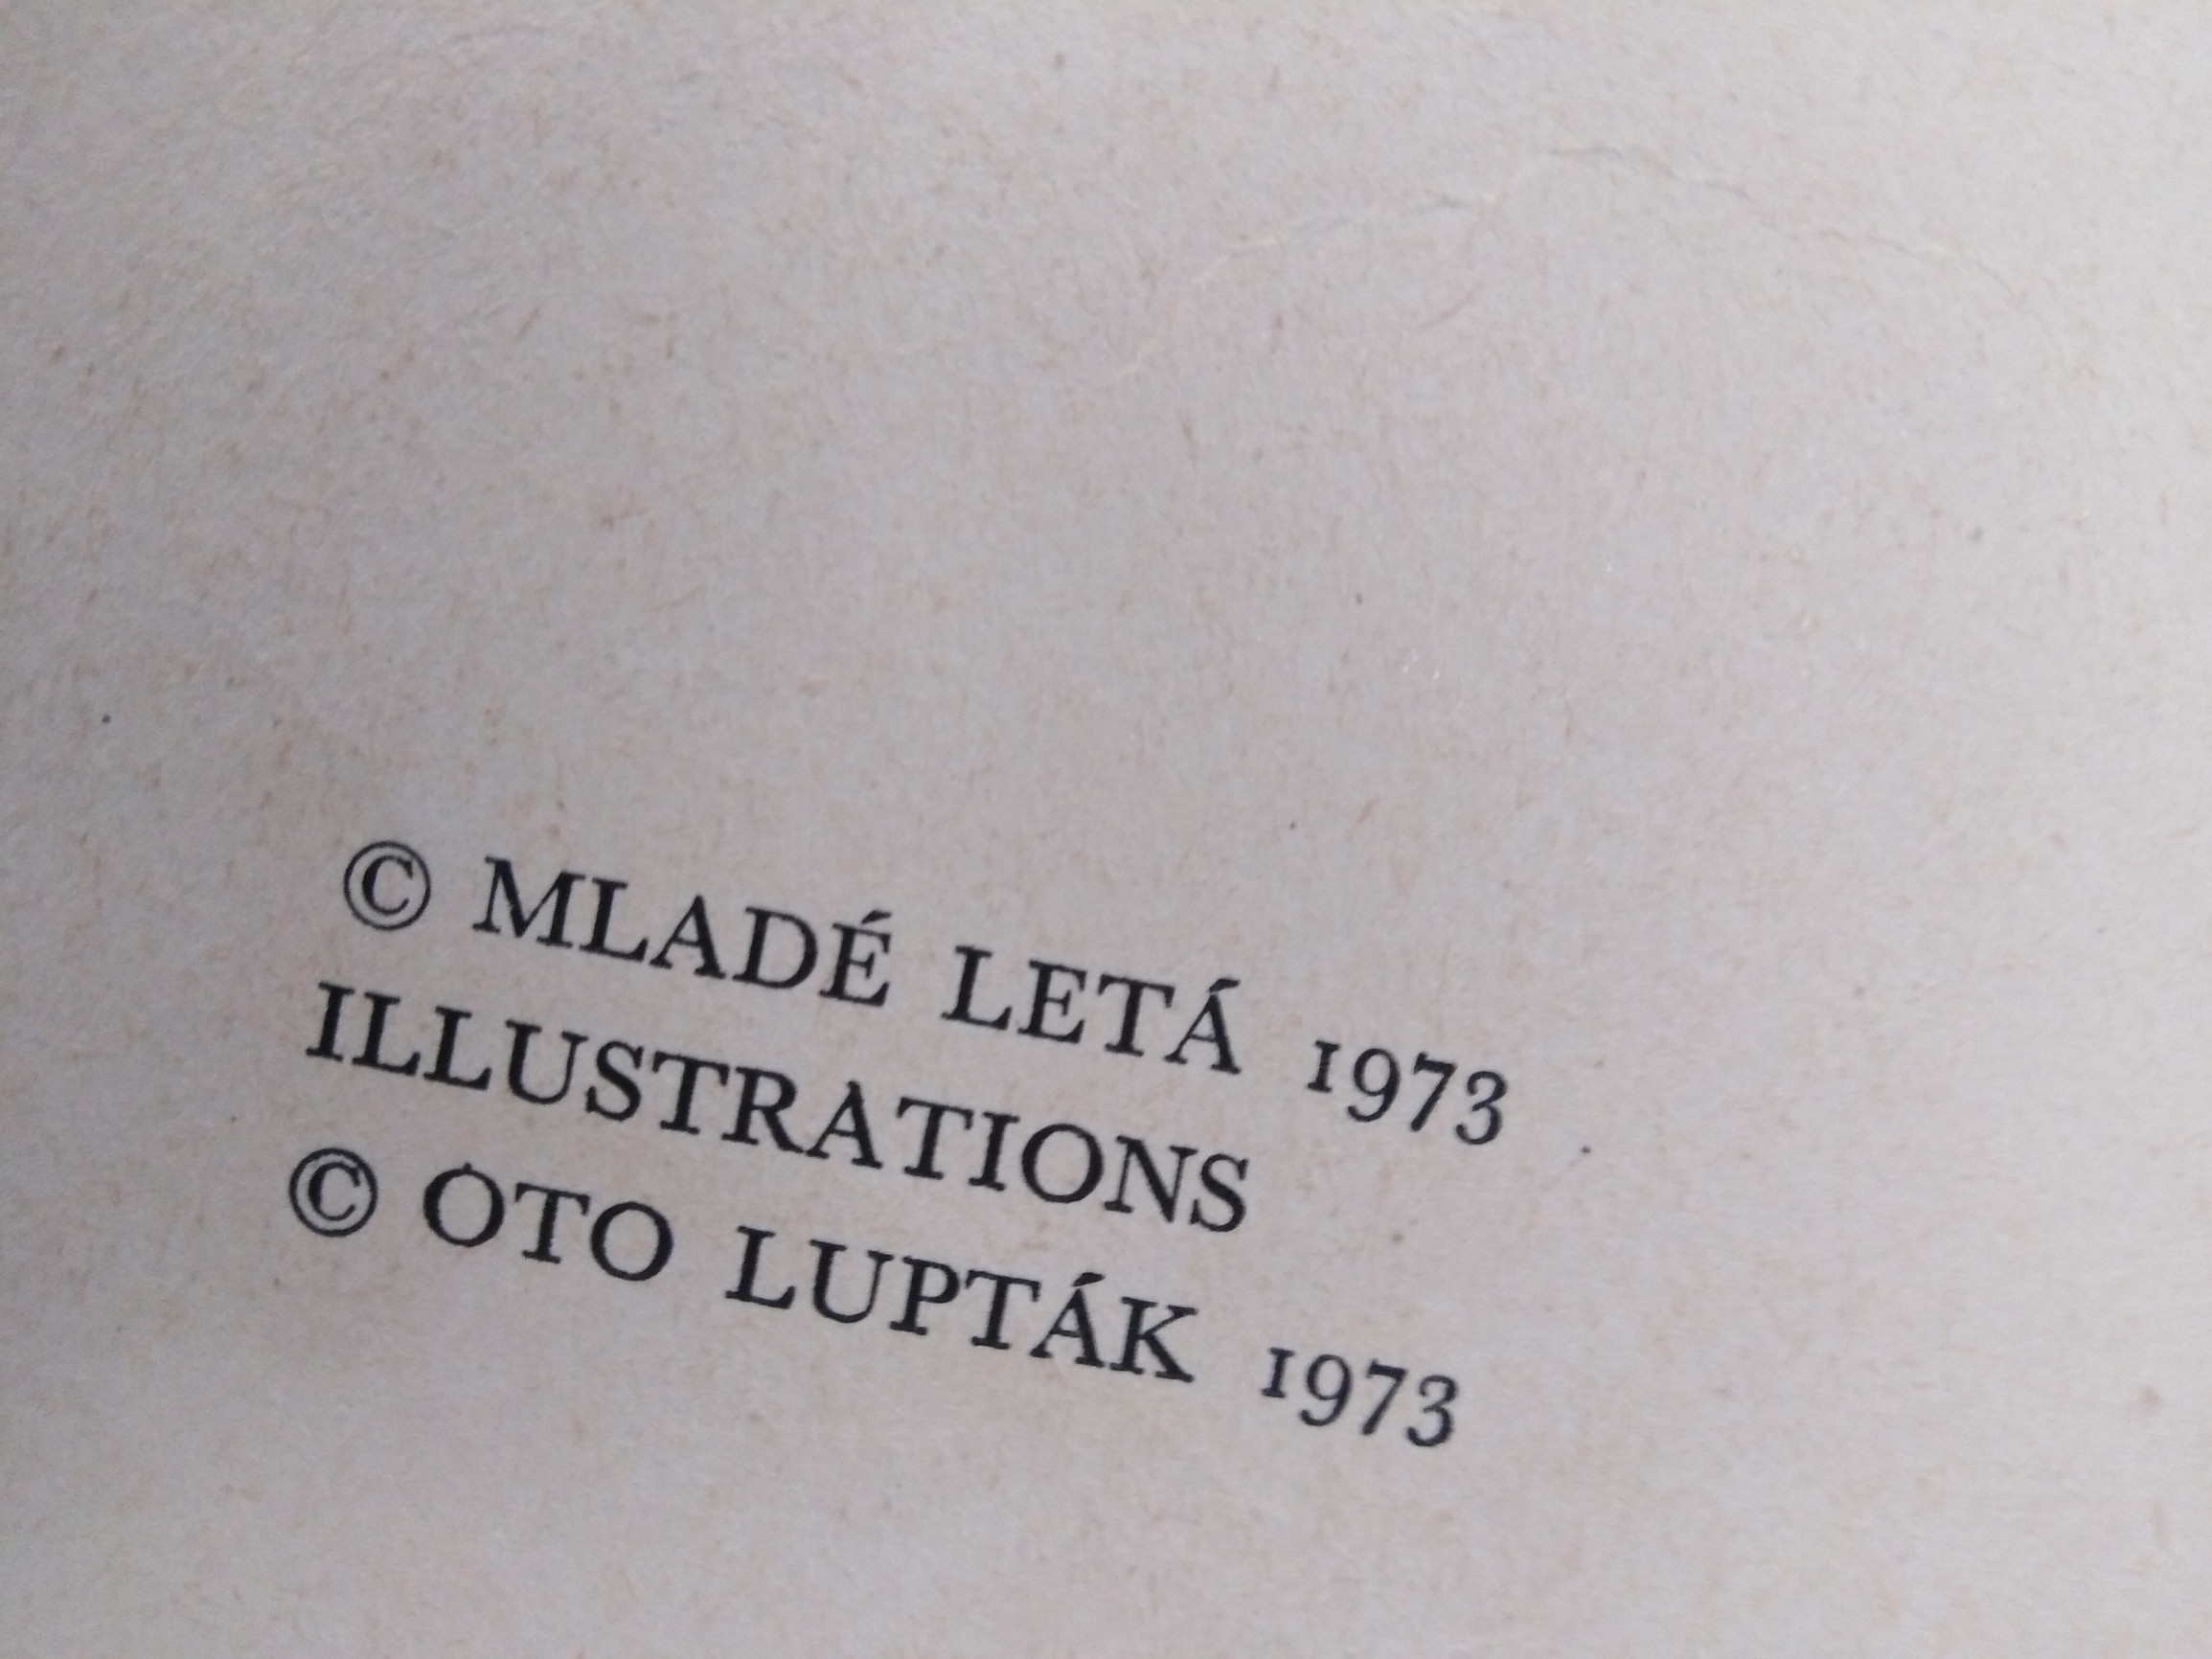 © MLADÉ LETÁ 1973
ILLUSTRATIONS
© OTO LUPTÁK 1973